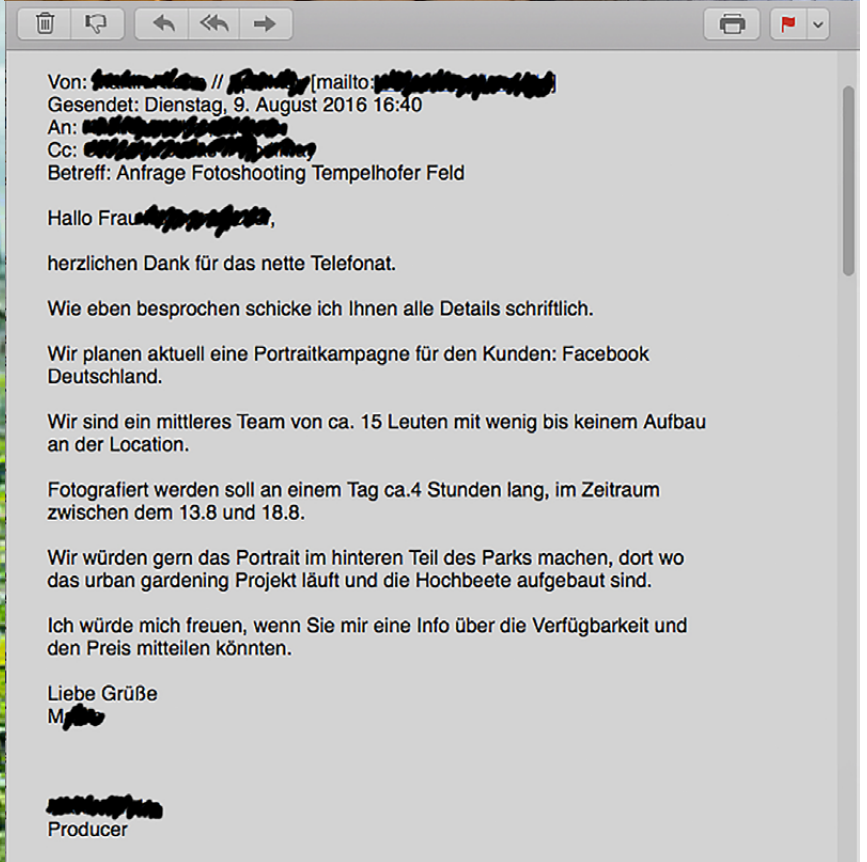 Von: // [mailto: ]
Gesendet: Dienstag, 9. August 2016 16:40
An:
Cc:
Betreff: Anfrage Fotoshooting Tempelhofer Feld
Hallo Frau ,
herzlichen Dank für das nette Telefonat.
Wie eben besprochen schicke ich Ihnen alle Details schriftlich.
Wir planen aktuell eine Portraitkampagne für den Kunden: Facebook
Deutschland.
Wir sind ein mittleres Team von ca. 15 Leuten mit wenig bis keinem Aufbau
an der Location.
Fotografiert werden soll an einem Tag ca.4 Stunden lang, im Zeitraum
zwischen dem 13.8 und 18.8.
Wir würden gern das Portrait im hinteren Teil des Parks machen, dort wo
das urban gardening Projekt läuft und die Hochbeete aufgebaut sind.
Ich würde mich freuen, wenn Sie mir eine Info über die Verfügbarkeit und
den Preis mitteilen könnten.
Liebe Grüße
Producer